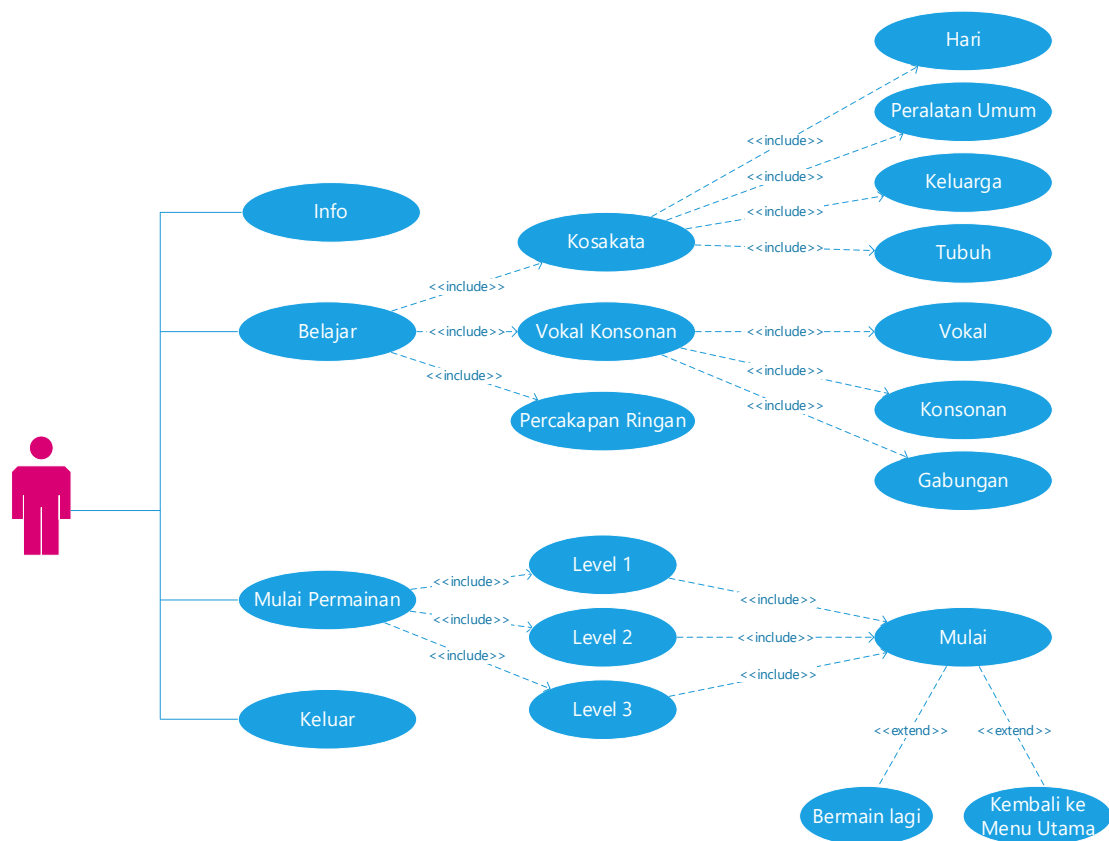 Hari
Peralatan Umum
<<include>>
<<include>>
Keluarga
<<include>>
Info
Kosakata
<<include>>
Tubuh
<<include>>
Belajar
<<include>>
Vokal Konsonan
<<include>>
Vokal
<<include>>
<<include>>
<<include>>
Percakapan Ringan
Konsonan
Gabungan
Level 1
<<include>>
Mulai Permainan
<<include>>
<<include>>
Level 2
<<include>>
Mulai
<<include>>
<<include>>
Level 3
Keluar
<<extend>>
<<extend>>
Bermain lagi
Kembali ke
Menu Utama